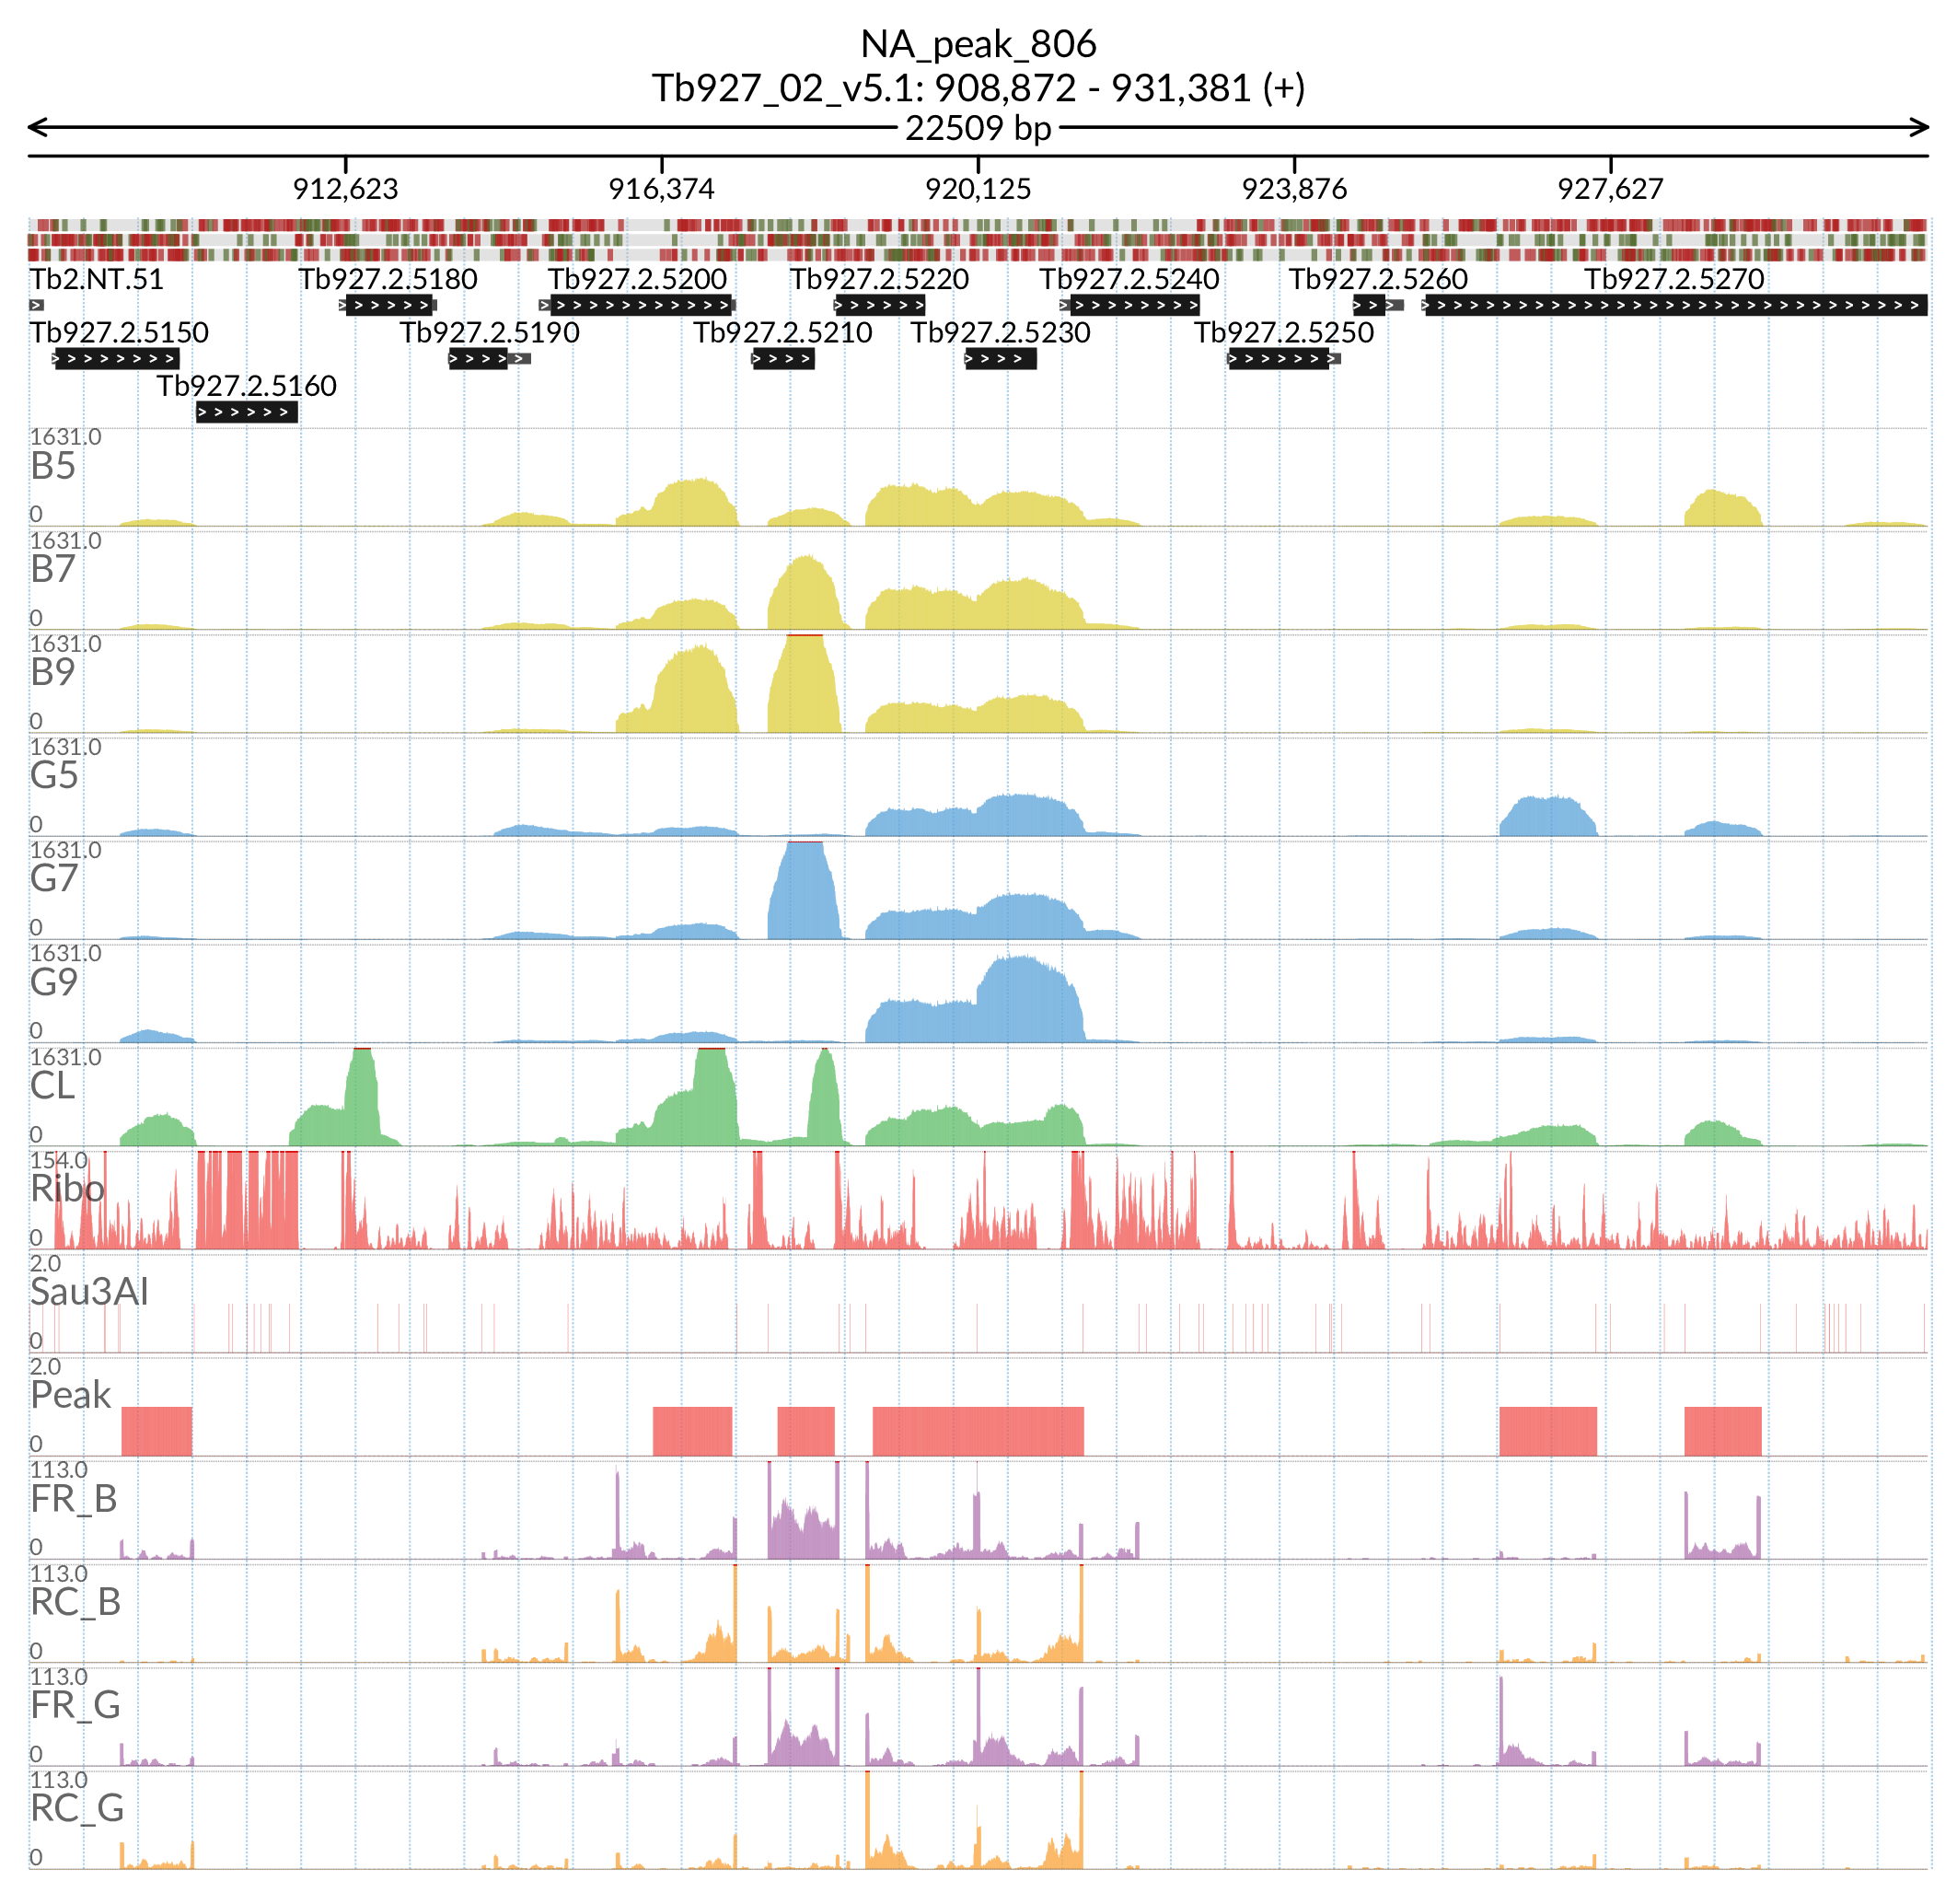 NA_peak_806
Tb927_02_v5.1: 908,872 - 931,381 (+)
22509 bp
912,623 916,374 920,125 923,876 927,627
Tb2.NT.51 Tb927.2.5180 Tb927.2.5200 Tb927.2.5220 Tb927.2.5240 Tb927.2.5260 Tb927.2.5270
Tb927.2.5150 Tb927.2.5190 Tb927.2.5210 Tb927.2.5230 Tb927.2.5250
Tb927.2.5160
1631.0
B5
0
1631.0
B7
0
1631.0
B9
0
1631.0
G5
0
1631.0
G7
0
1631.0
G9
0
1631.0
CL
0
154.0
Ribo
0
2.0
Sau3AI
0
2.0
Peak
0
113.0
FR_B
0
113.0
RC_B
0
113.0
FR_G
0
113.0
RC_G
0